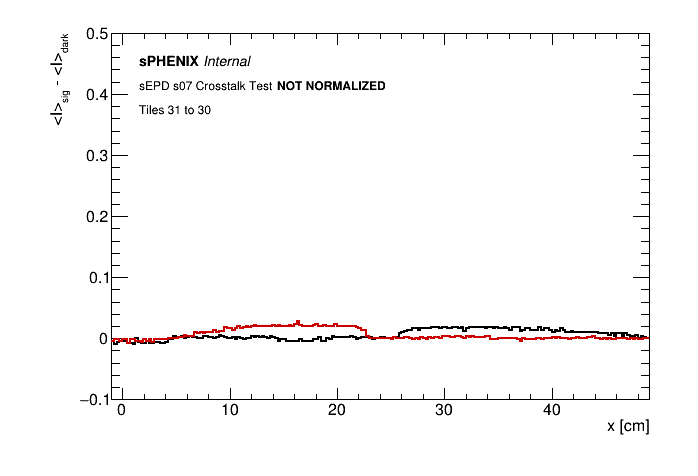 <I>sig - <I>dark
0.5
0.4
0.3
0.2
0.1
0
−0.1
sPHENIX Internal
sEPD s07 Crosstalk Test NOT NORMALIZED
Tiles 31 to 30
0 10 20 30 40
x [cm]